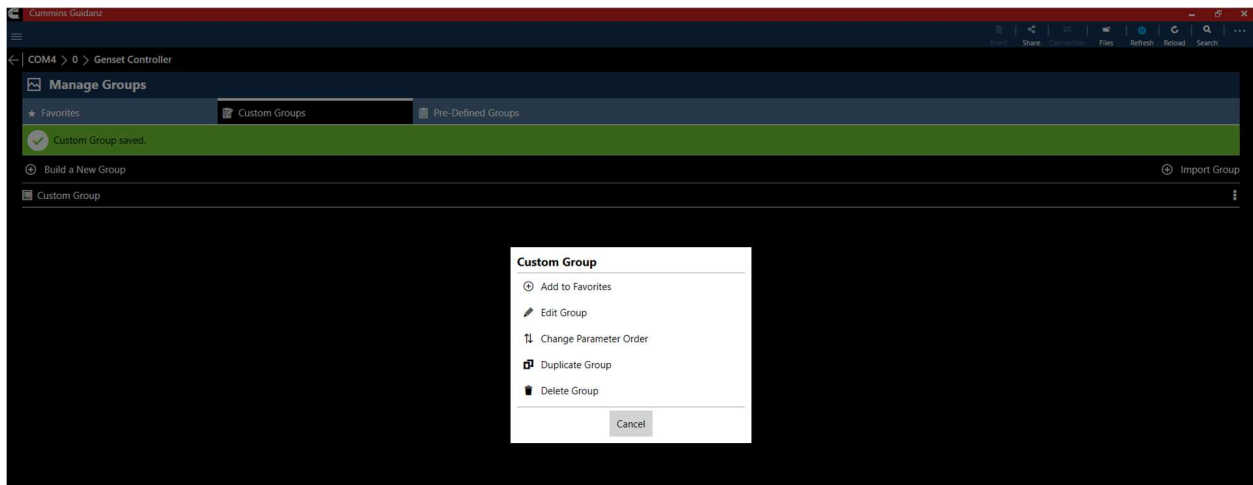 Cummins Guidanz
Event Share Connection Files Refresh Reload Search
COM4 > 0 > Genset Controller
Manage Groups
Favorites Custom Groups Pre-Defined Groups
Custom Group saved.
Build a New Group Import Group
Custom Group
Custom Group
Add to Favorites
Edit Group
Change Parameter Order
Duplicate Group
Delete Group
Cancel